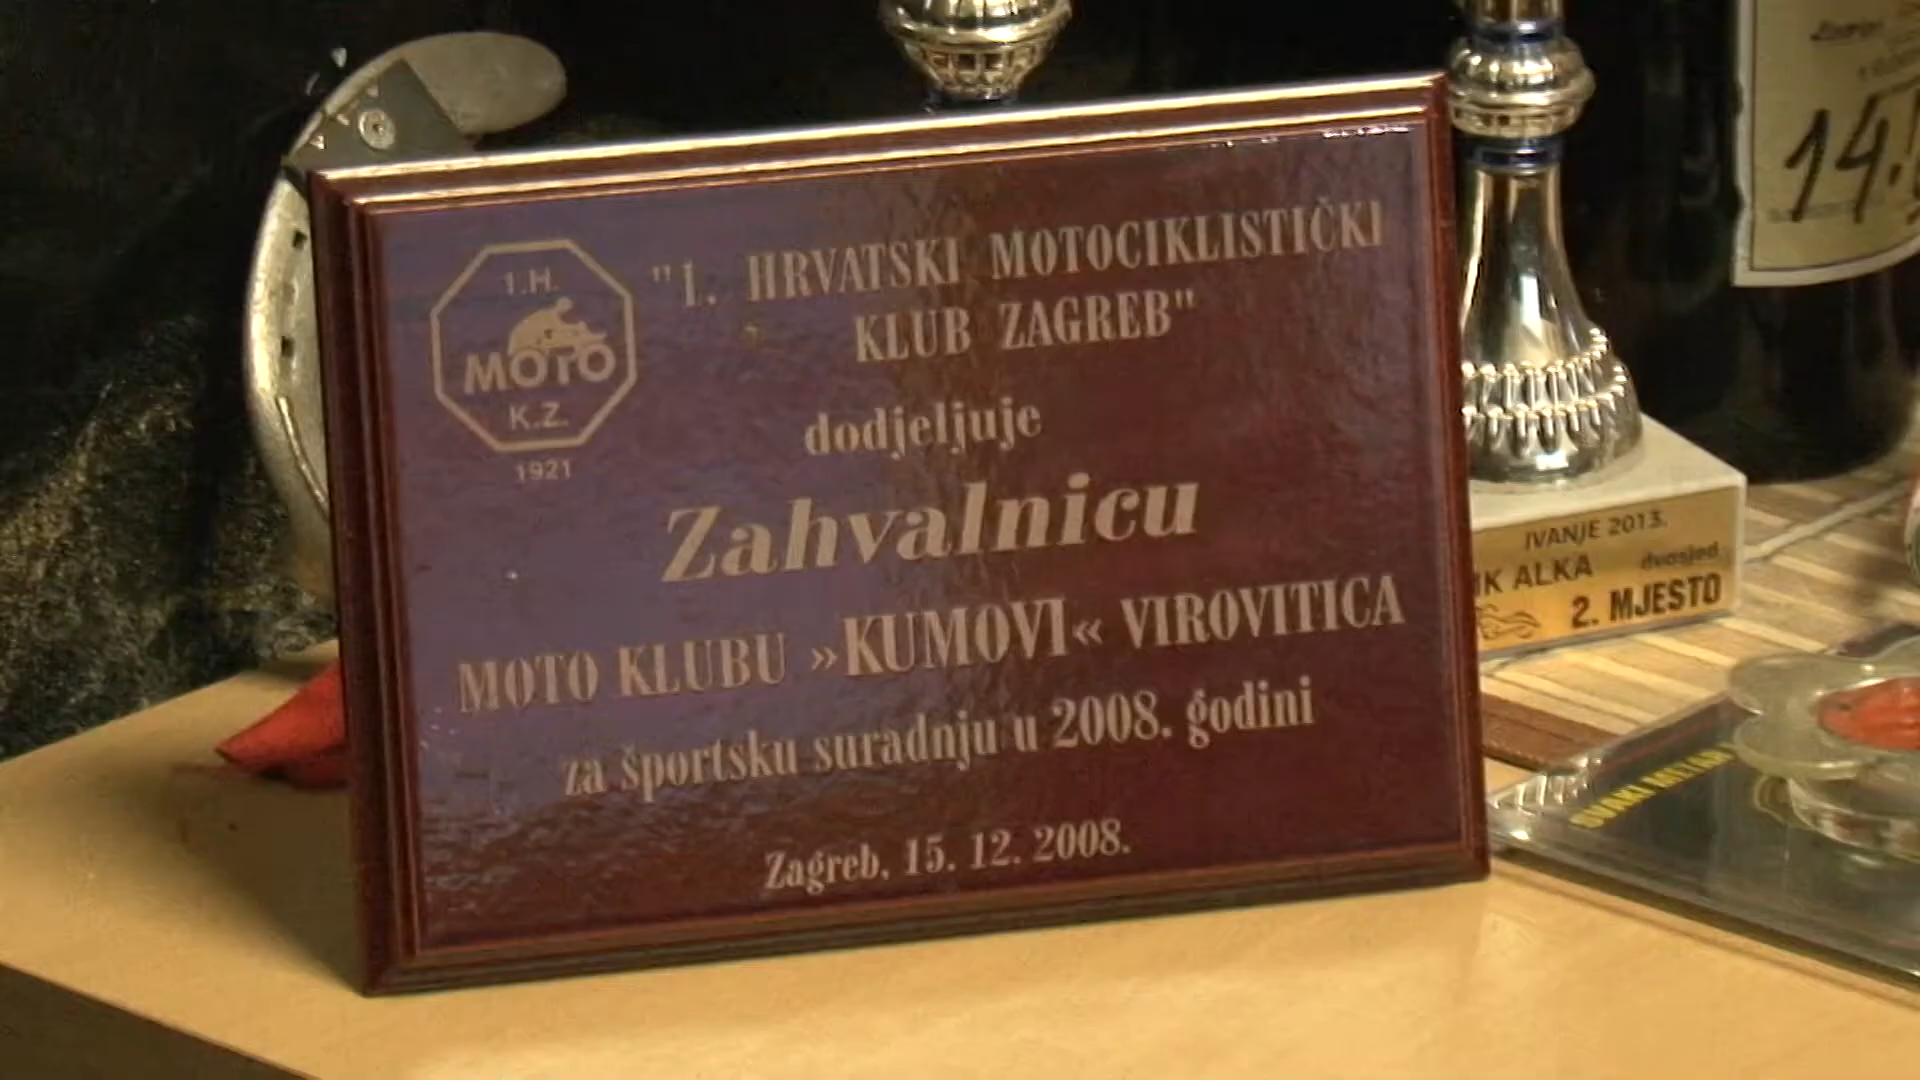 1.H.
MOTO
K.Z.
1921
"1. HRVATSKI MOTOCIKLISTIČKI
KLUB ZAGREB"
dodjeljuje
Zahvalnicu
MOTO KLUBU »KUMOVI« VIROVITICA
za športsku suradnju u 2008. godini
Zagreb, 15. 12. 2008.
IVANJE 2013.
ALKA dvosjed
2. MJESTO
14.